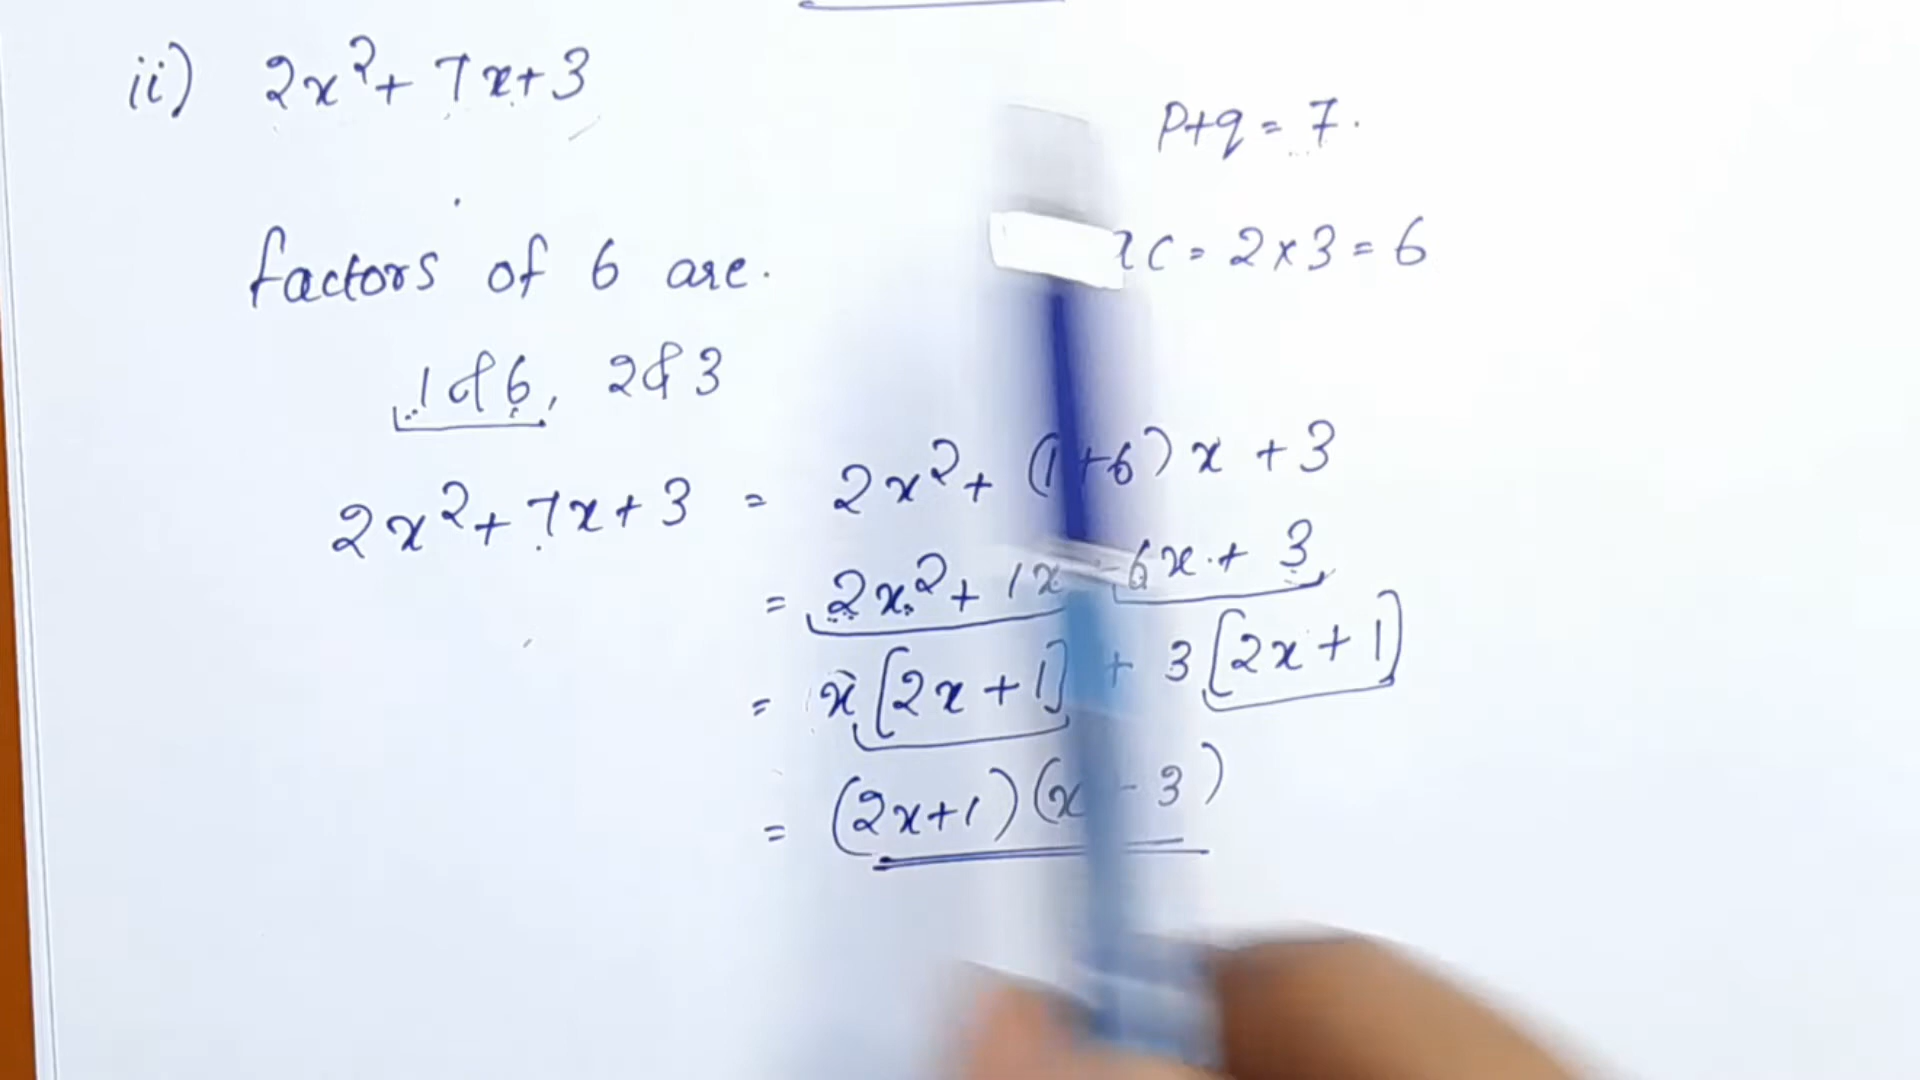 ii) 2x²+ 7x+3
p+q = 7.
c = 2×3 = 6
factors of 6 are.
1 & 6, 2 & 3
2x²+ 7x+3 = 2x²+ (1+6)x +3
= 2x²+ 1x 6x + 3
= x[2x+1] + 3[2x+1]
= (2x+1)(x 3)